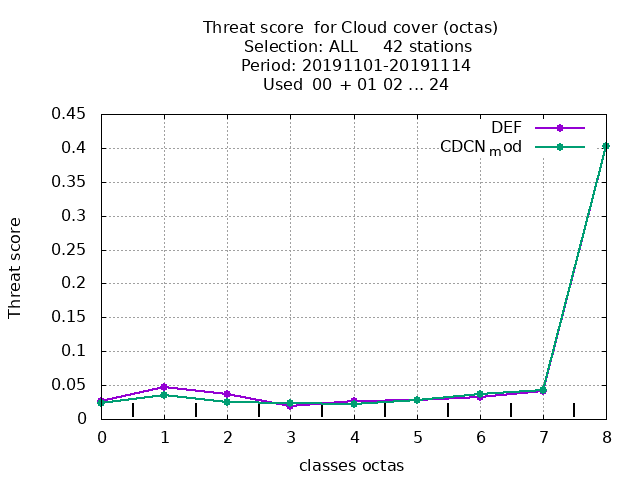 Threat score  for Cloud cover (octas)
Selection: ALL     42 stations
Period: 20191101-20191114
Used  00 + 01 02 ... 24
DEF
CDCNmod
0.45
0.4
0.35
0.3
0.25
0.2
0.15
0.1
0.05
0
Threat score
0 1 2 3 4 5 6 7 8
classes octas